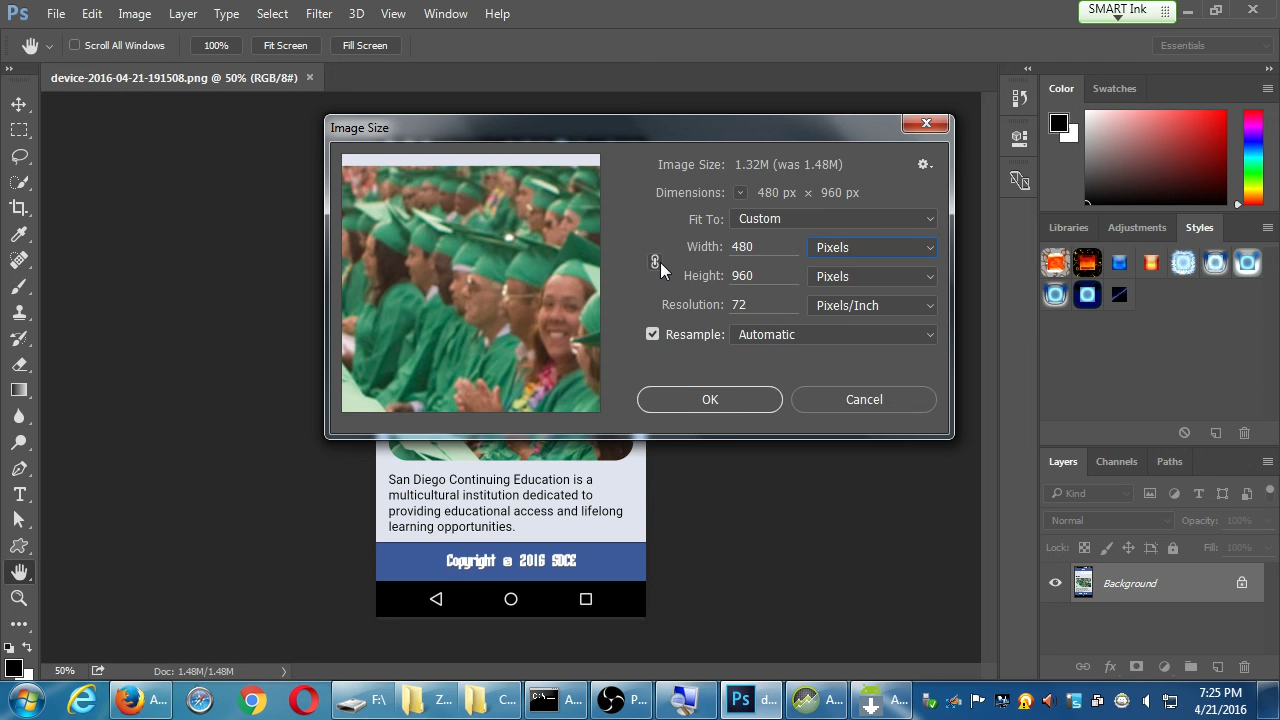 SMART Ink
Ps File Edit Image Layer Type Select Filter 3D View Window Help
Scroll All Windows 100% Fit Screen Fill Screen Essentials
device-2016-04-21-191508.png @ 50% (RGB/8#) ×
Color Swatches
Image Size
Image Size: 1.32M (was 1.48M)
Dimensions: 480 px × 960 px
Fit To: Custom
Width: 480 Pixels
Height: 960 Pixels
Resolution: 72 Pixels/Inch
Resample: Automatic
OK Cancel
Libraries Adjustments Styles
Layers Channels Paths
Kind
Normal Opacity: 100%
Lock: Fill: 100%
Background
San Diego Continuing Education is a
multicultural institution dedicated to
providing educational access and lifelong
learning opportunities.
Copyright © 2016 SDCE
50% Doc: 1.48M/1.48M
A... F:\ Z... C... A... P... Ps d... A... A...
7:25 PM
4/21/2016